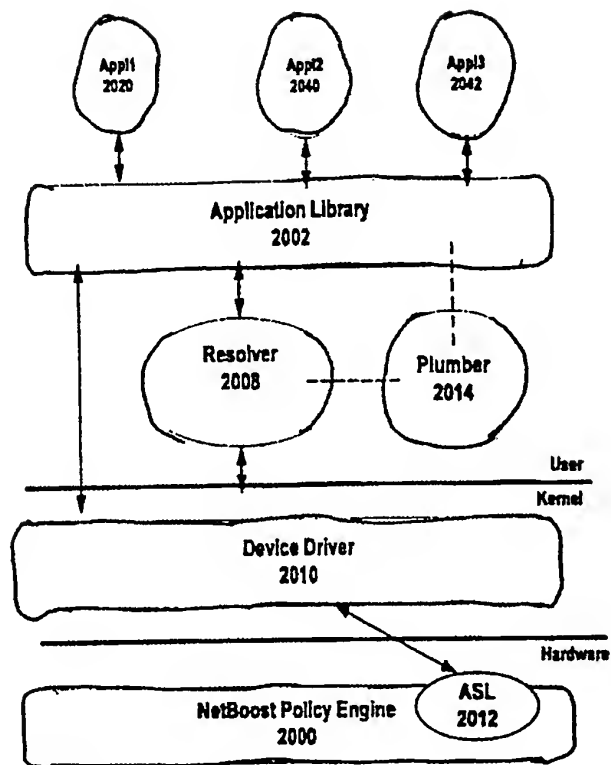 Appl1
2020
Appl2
2040
Appl3
2042
Application Library
2002
Resolver
2008
Plumber
2014
User
Kernel
Device Driver
2010
Hardware
ASL
2012
NetBoost Policy Engine
2000